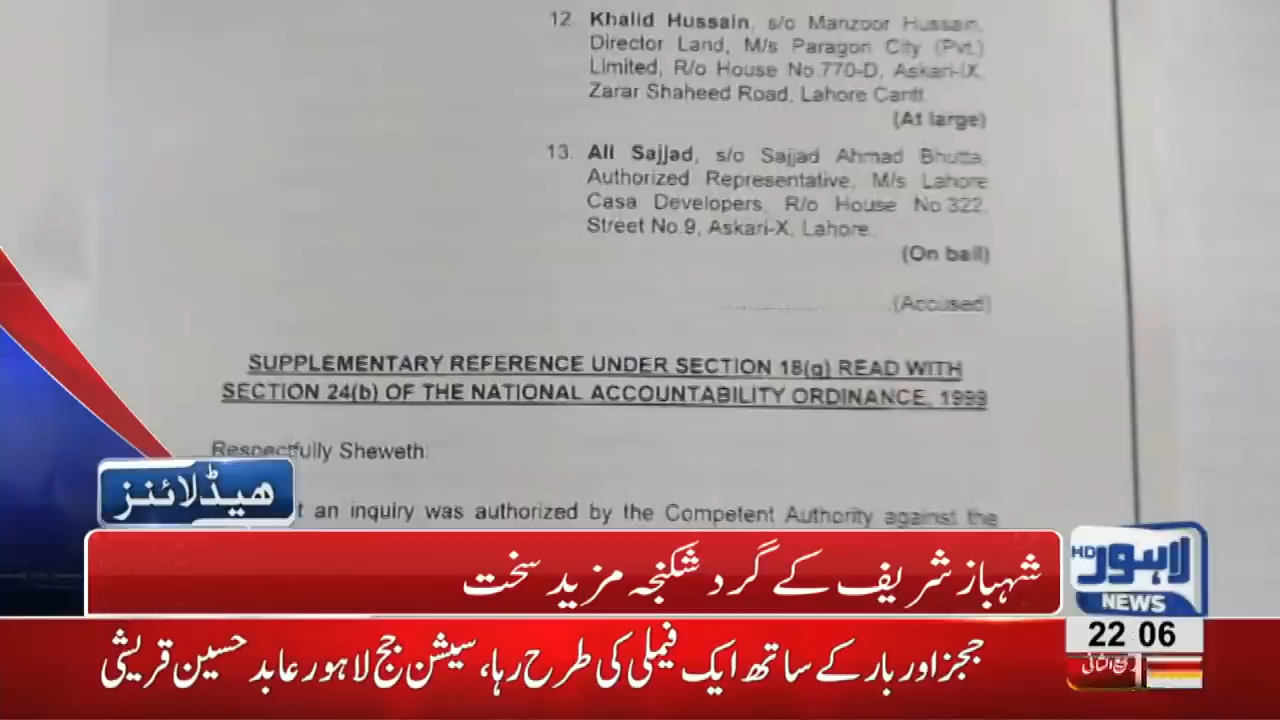 12. Khalid Hussain, s/o Manzoor Hussain,
Director Land, M/s Paragon City (Pvt.)
Limited, R/o House No.770-D, Askari-IX,
Zarar Shaheed Road, Lahore Cantt.
(At large)
13. Ali Sajjad, s/o Sajjad Ahmad Bhutta,
Authorized Representative, M/s Lahore
Casa Developers, R/o House No.322,
Street No.9, Askari-X, Lahore.
(On bail)
(Accused)
SUPPLEMENTARY REFERENCE UNDER SECTION 18(g) READ WITH
SECTION 24(b) OF THE NATIONAL ACCOUNTABILITY ORDINANCE, 1999
Respectfully Sheweth:
an inquiry was authorized by the Competent Authority against the
ہیڈلائنز
شہباز شریف کے گرد شکنجہ مزید سخت
HD لاہور
NEWS
22 06
ججز اور بار کے ساتھ ایک فیملی کی طرح رہا، سیشن جج لاہور عابد حسین قریشی